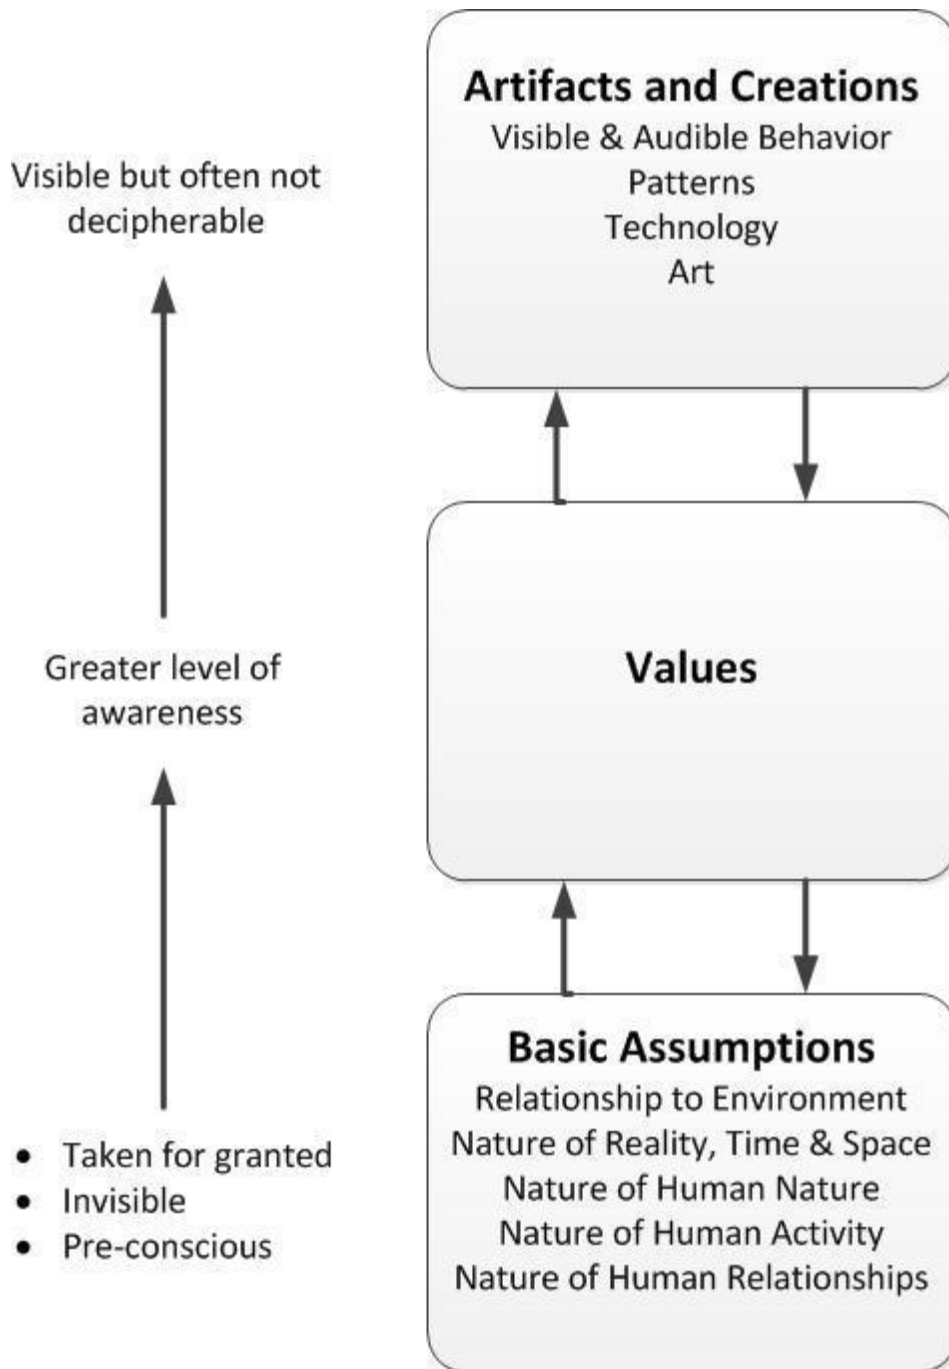 Artifacts and Creations
Visible & Audible Behavior
Patterns
Technology
Art
Visible but often not
decipherable
Values
Greater level of
awareness
Basic Assumptions
Relationship to Environment
Nature of Reality, Time & Space
Nature of Human Nature
Nature of Human Activity
Nature of Human Relationships
• Taken for granted
• Invisible
• Pre-conscious